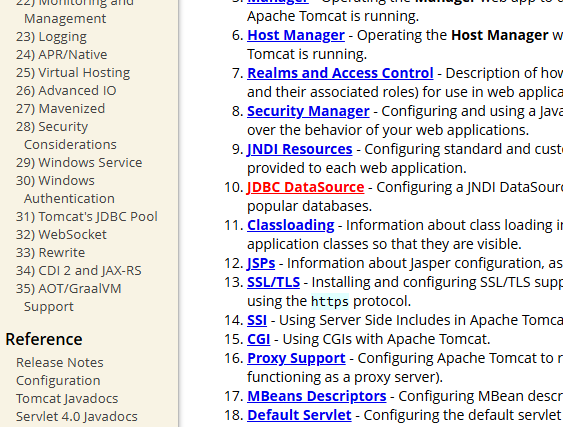 22) Monitoring and
Management
23) Logging
24) APR/Native
25) Virtual Hosting
26) Advanced IO
27) Mavenized
28) Security
Considerations
29) Windows Service
30) Windows
Authentication
31) Tomcat's JDBC Pool
32) WebSocket
33) Rewrite
34) CDI 2 and JAX-RS
35) AOT/GraalVM
Support
Reference
Release Notes
Configuration
Tomcat Javadocs
Servlet 4.0 Javadocs
5. Manager - Operating the Manager web app to d
Apache Tomcat is running.
6. Host Manager - Operating the Host Manager w
Tomcat is running.
7. Realms and Access Control - Description of how
and their associated roles) for use in web applica
8. Security Manager - Configuring and using a Java
over the behavior of your web applications.
9. JNDI Resources - Configuring standard and cust
provided to each web application.
10. JDBC DataSource - Configuring a JNDI DataSourc
popular databases.
11. Classloading - Information about class loading i
application classes so that they are visible.
12. JSPs - Information about Jasper configuration, as
13. SSL/TLS - Installing and configuring SSL/TLS supp
using the https protocol.
14. SSI - Using Server Side Includes in Apache Tomca
15. CGI - Using CGIs with Apache Tomcat.
16. Proxy Support - Configuring Apache Tomcat to r
functioning as a proxy server).
17. MBeans Descriptors - Configuring MBean descr
18. Default Servlet - Configuring the default servlet